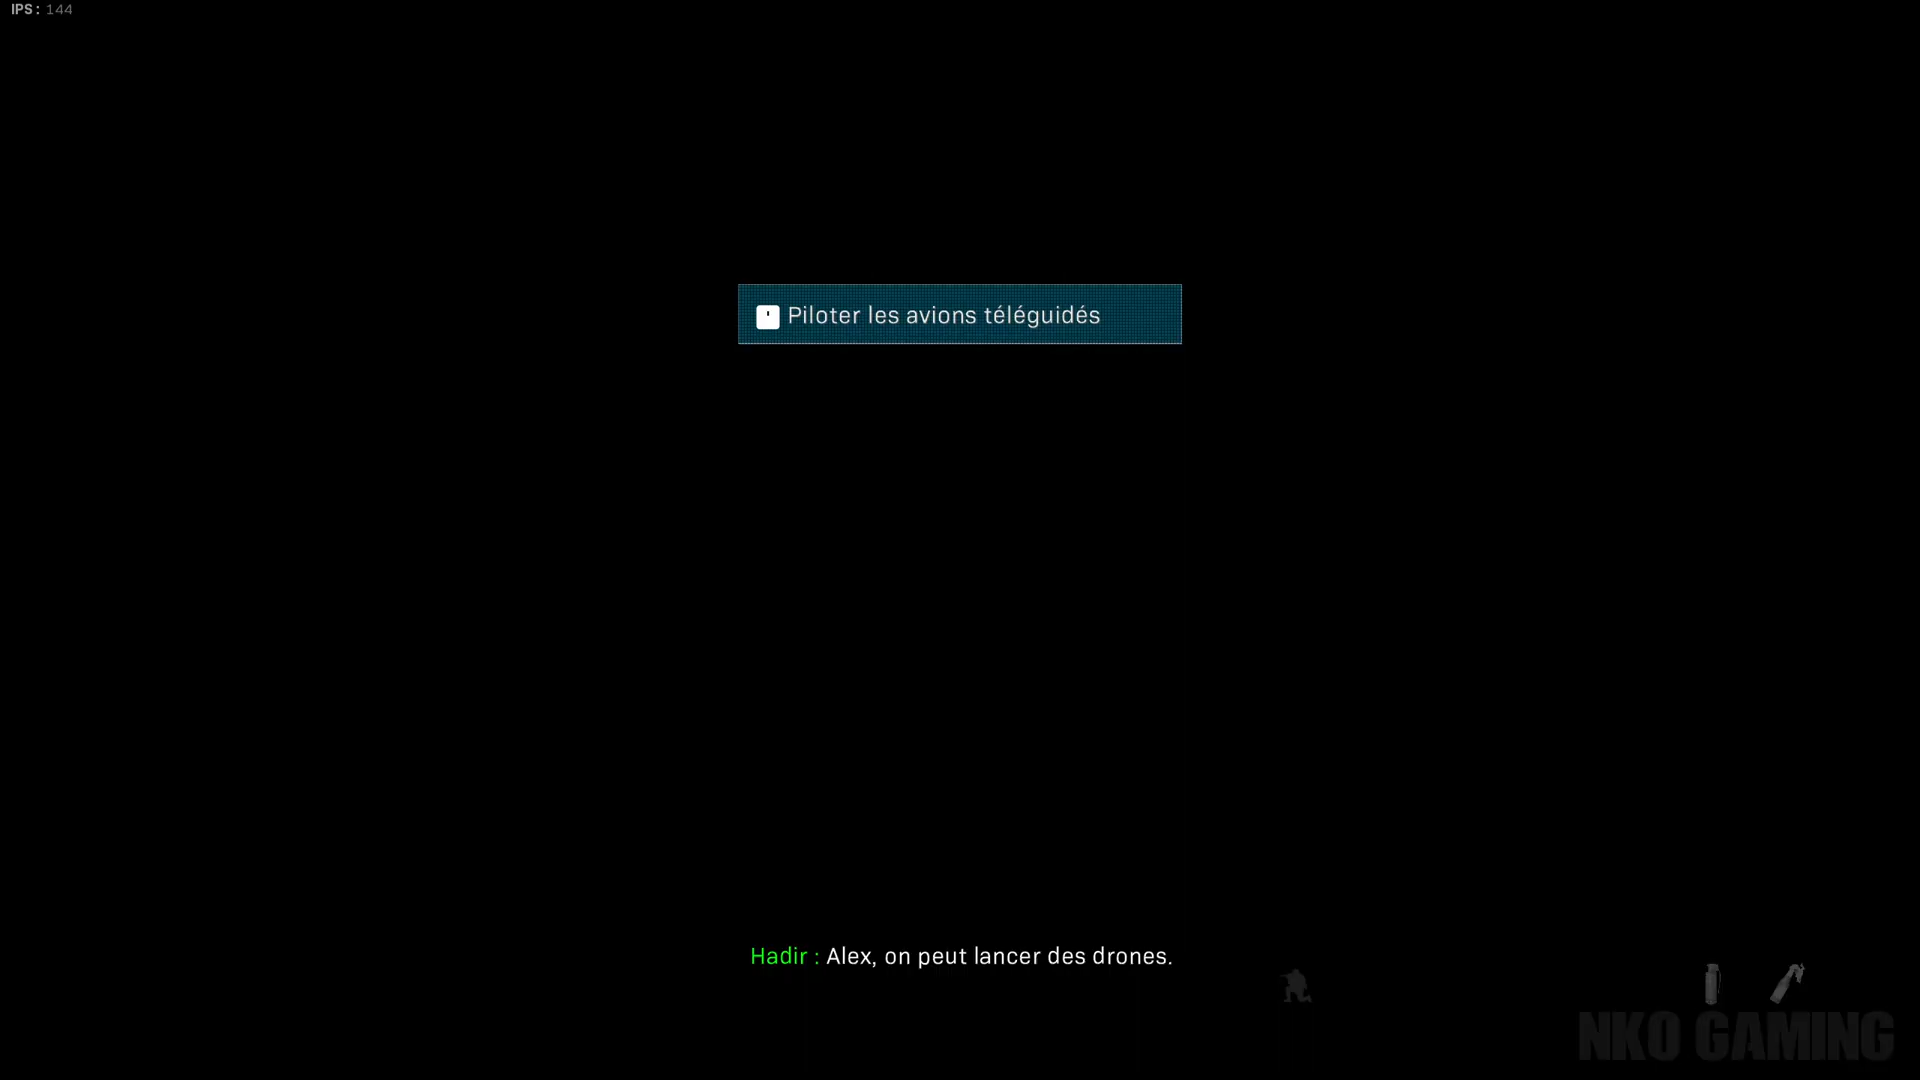 IPS: 144
Piloter les avions téléguidés
Hadir : Alex, on peut lancer des drones.
NKO GAMING